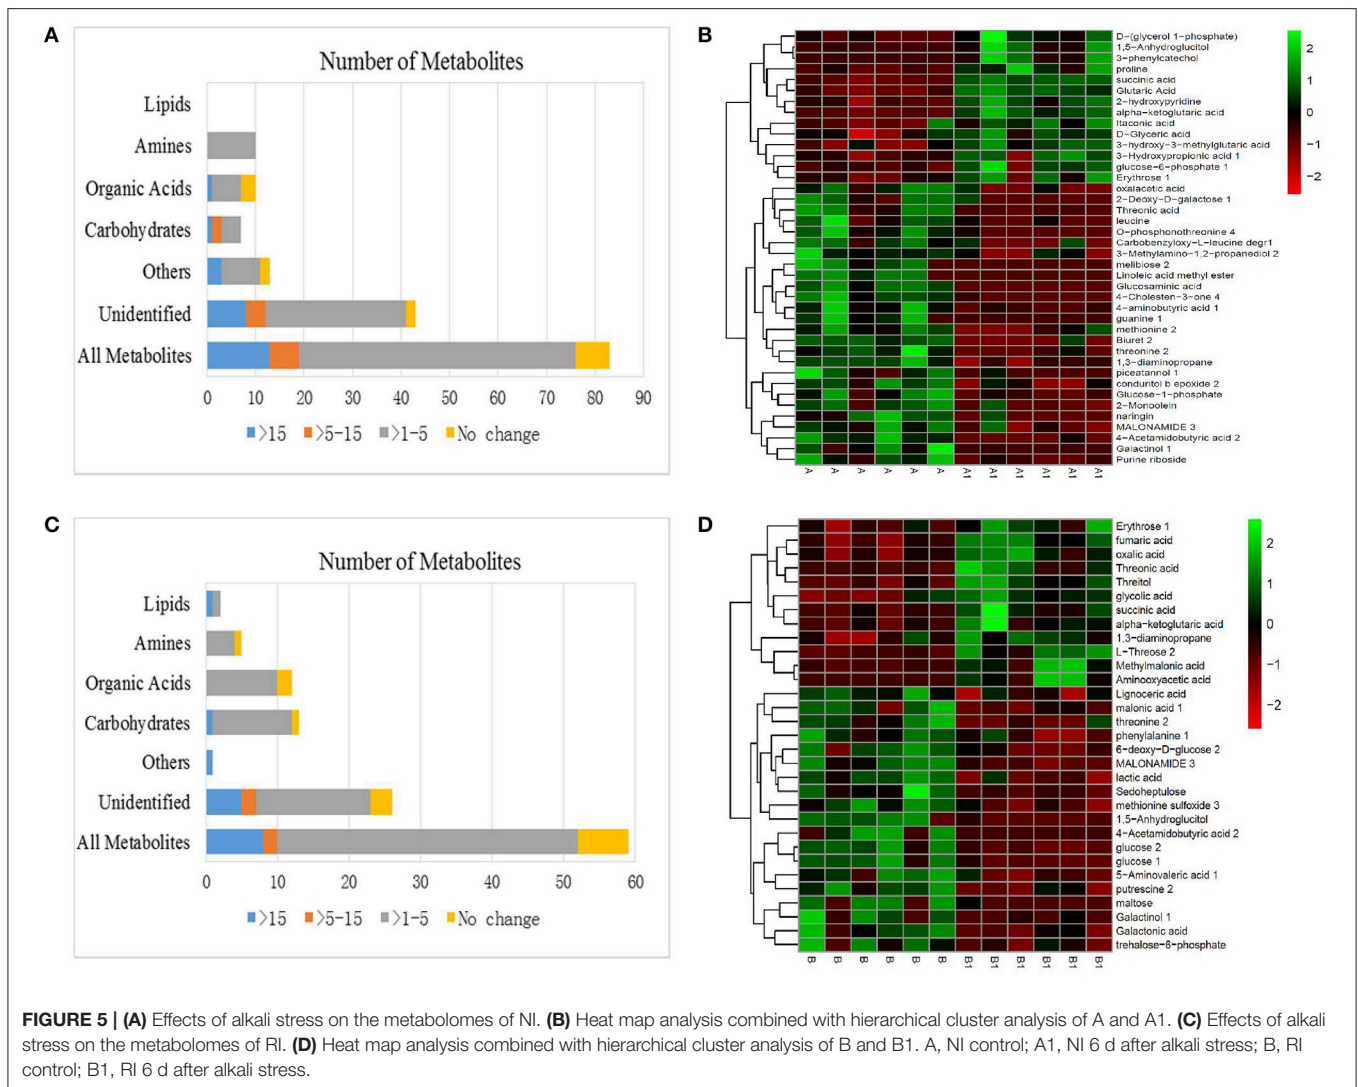 A
Number of Metabolites
Lipids
Amines
Organic Acids
Carbohydrates
Others
Unidentified
All Metabolites
0 10 20 30 40 50 60 70 80 90
>15 >5-15 >1-5 No change
B
D-(glycerol 1-phosphate)
1,5-Anhydroglucitol
3-phenylcatechol
proline
succinic acid
Glutaric Acid
2-hydroxypyridine
alpha-ketoglutaric acid
Itaconic acid
D-Glyceric acid
3-hydroxy-3-methylglutaric acid
3-Hydroxypropionic acid 1
glucose-6-phosphate 1
Erythrose 1
oxalacetic acid
2-Deoxy-D-galactose 1
Threonic acid
leucine
O-phosphonothreonine 4
Carbobenzyloxy-L-leucine degr1
3-Methylamino-1,2-propanediol 2
melibiose 2
Linoleic acid methyl ester
Glucosaminic acid
4-Cholesten-3-one 4
4-aminobutyric acid 1
guanine 1
methionine 2
Biuret 2
threonine 2
1,3-diaminopropane
piceatannol 1
conduritol b epoxide 2
Glucose-1-phosphate
2-Monoolein
naringin
MALONAMIDE 3
4-Acetamidobutyric acid 2
Galactinol 1
Purine riboside
A A A A A A A1 A1 A1 A1 A1 A1
2
1
0
-1
-2
C
Number of Metabolites
Lipids
Amines
Organic Acids
Carbohydrates
Others
Unidentified
All Metabolites
0 10 20 30 40 50 60
>15 >5-15 >1-5 No change
D
Erythrose 1
fumaric acid
oxalic acid
Threonic acid
Threitol
glycolic acid
succinic acid
alpha-ketoglutaric acid
1,3-diaminopropane
L-Threose 2
Methylmalonic acid
Aminooxyacetic acid
Lignoceric acid
malonic acid 1
threonine 2
phenylalanine 1
6-deoxy-D-glucose 2
MALONAMIDE 3
lactic acid
Sedoheptulose
methionine sulfoxide 3
1,5-Anhydroglucitol
4-Acetamidobutyric acid 2
glucose 2
glucose 1
5-Aminovaleric acid 1
putrescine 2
maltose
Galactinol 1
Galactonic acid
trehalose-6-phosphate
B B B B B B B1 B1 B1 B1 B1 B1
2
1
0
-1
-2
FIGURE 5 | (A) Effects of alkali stress on the metabolomes of NI. (B) Heat map analysis combined with hierarchical cluster analysis of A and A1. (C) Effects of alkali
stress on the metabolomes of RI. (D) Heat map analysis combined with hierarchical cluster analysis of B and B1. A, NI control; A1, NI 6 d after alkali stress; B, RI
control; B1, RI 6 d after alkali stress.